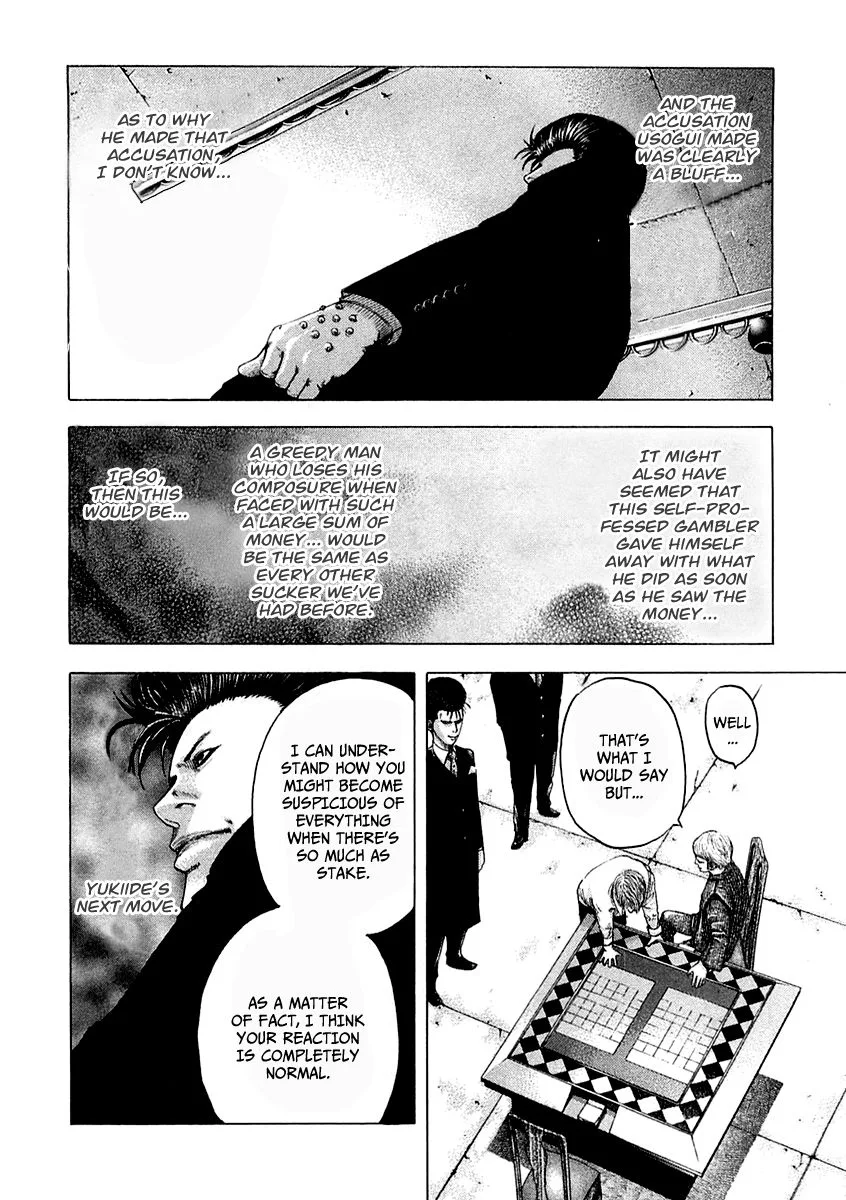 AND THE
ACCUSATION
USOGUI MADE
WAS CLEARLY
A BLUFF...
AS TO WHY
HE MADE THAT
ACCUSATION,
I DON'T KNOW...
IT MIGHT
ALSO HAVE
SEEMED THAT
THIS SELF-PRO-
FESSED GAMBLER
GAVE HIMSELF
AWAY WITH WHAT
HE DID AS SOON
AS HE SAW THE
MONEY...
A GREEDY MAN
WHO LOSES HIS
COMPOSURE WHEN
FACED WITH SUCH
A LARGE SUM OF
MONEY... WOULD
BE THE SAME AS
EVERY OTHER
SUCKER WE'VE
HAD BEFORE.
IF SO,
THEN THIS
WOULD BE...
WELL
...
THAT'S
WHAT I
WOULD SAY
BUT...
I CAN UNDER-
STAND HOW YOU
MIGHT BECOME
SUSPICIOUS OF
EVERYTHING
WHEN THERE'S
SO MUCH AS
STAKE.
YUKIIDE'S
NEXT MOVE.
AS A MATTER
OF FACT, I THINK
YOUR REACTION
IS COMPLETELY
NORMAL.